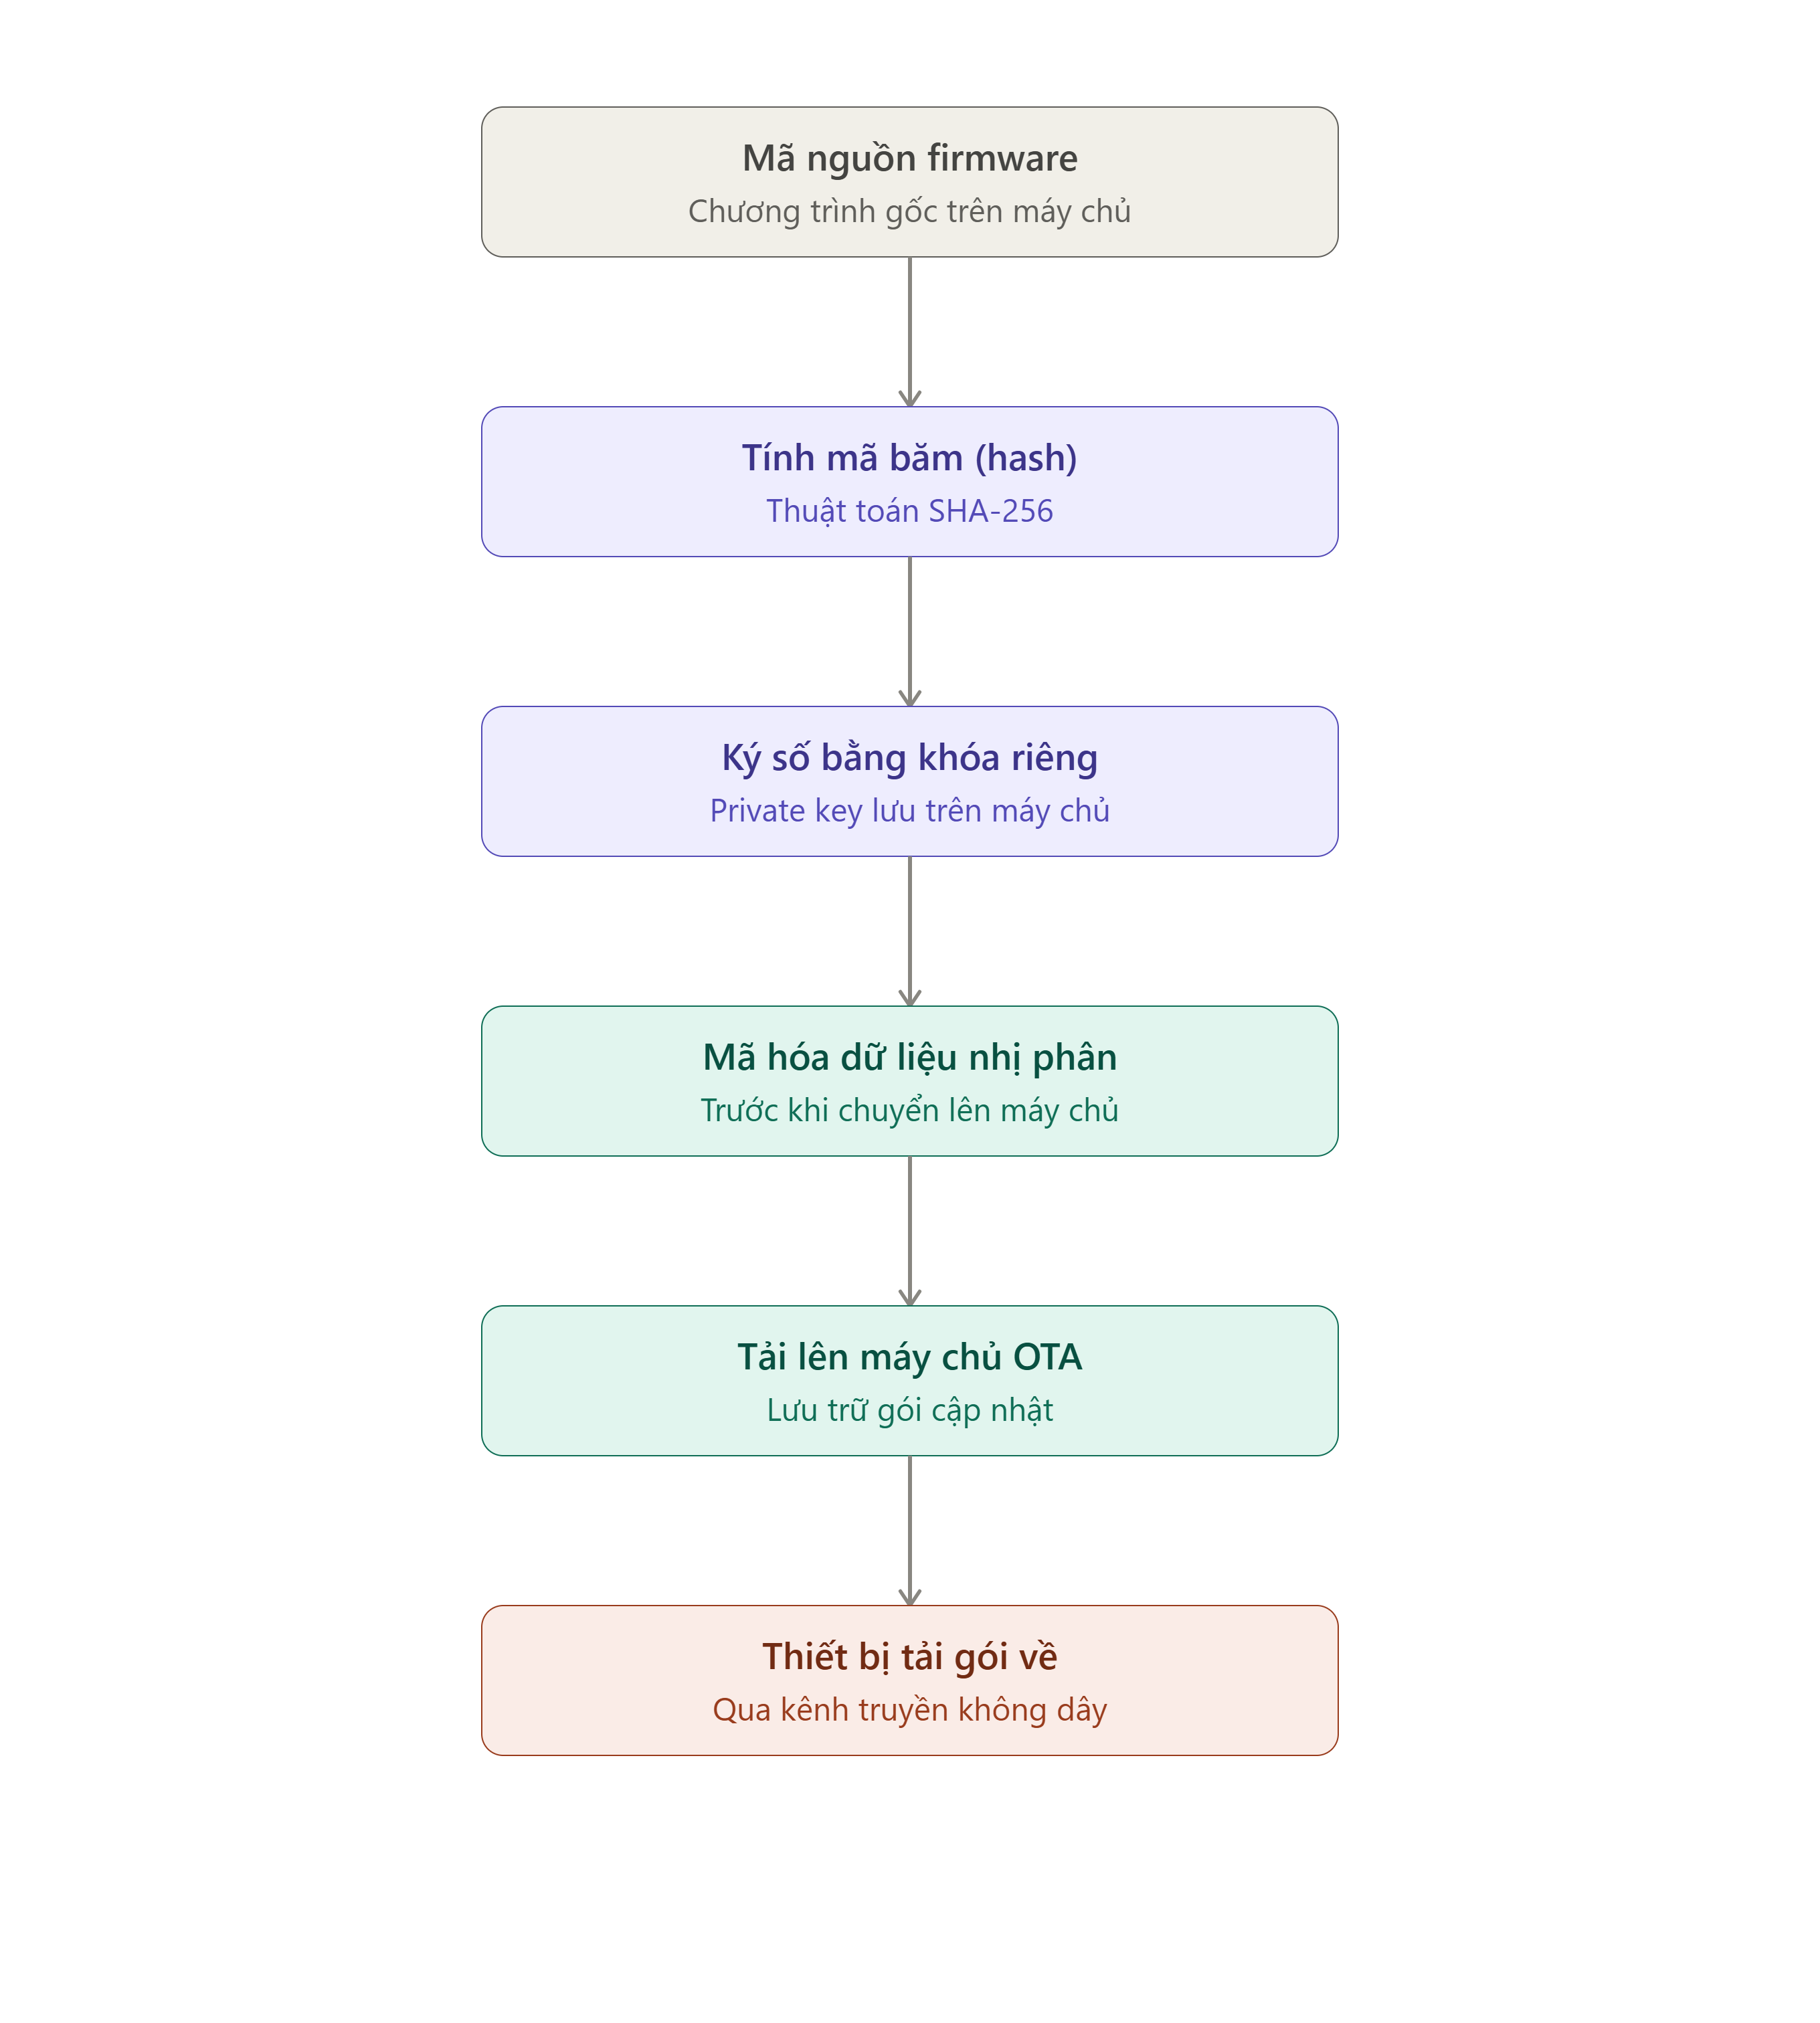 Mã nguồn firmware
Chương trình gốc trên máy chủ
Tính mã băm (hash)
Thuật toán SHA-256
Ký số bằng khóa riêng
Private key lưu trên máy chủ
Mã hóa dữ liệu nhị phân
Trước khi chuyển lên máy chủ
Tải lên máy chủ OTA
Lưu trữ gói cập nhật
Thiết bị tải gói về
Qua kênh truyền không dây